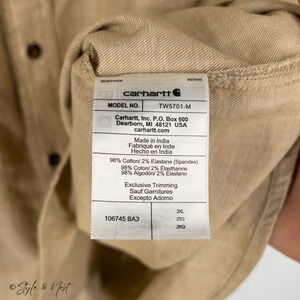 carhartt
MODEL NO. TW5701-M
Carhartt, Inc. P.O. Box 600
Dearborn, MI 48121 USA
carhartt.com
Made in India
Fabriqué en Inde
Hecho en India
98% Cotton/ 2% Elastane (Spandex)
98% Coton/ 2% Élasthanne
98% Algodón/ 2% Elastano
Exclusive Trimming
Sauf Garnitures
Excepto Adorno
106745 BA3
2XL
2TG
2XG
Style & Nest